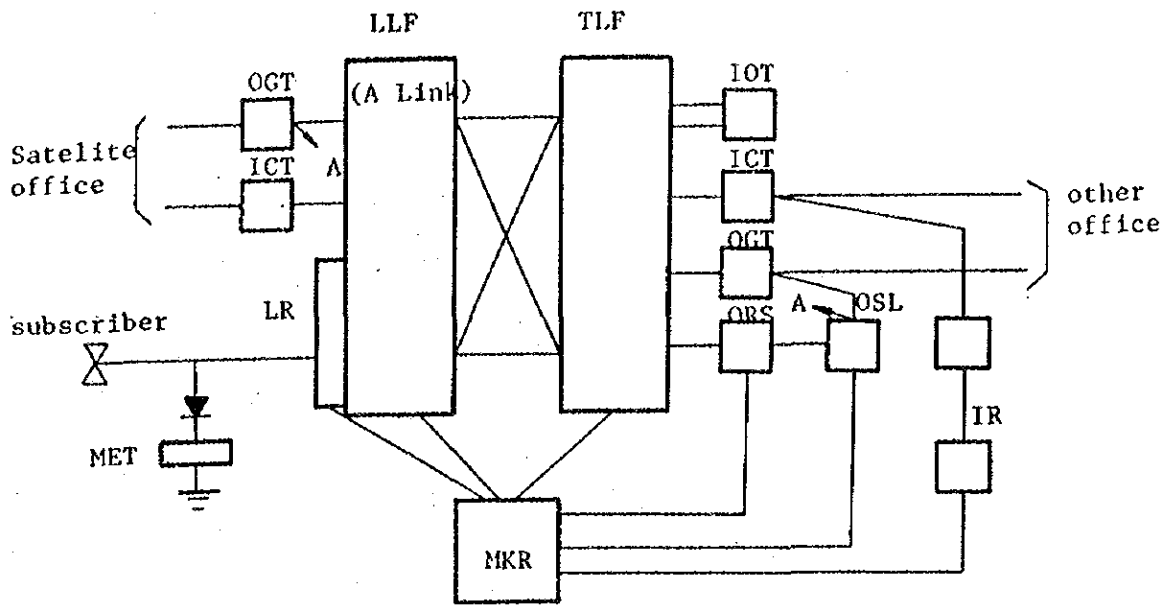 LLF
TLF
OGT
(A Link)
IOT
Satelite
office
A
ICT
ICT
other
office
OGT
LR
A
OSL
ORS
subscriber
IR
MET
MKR